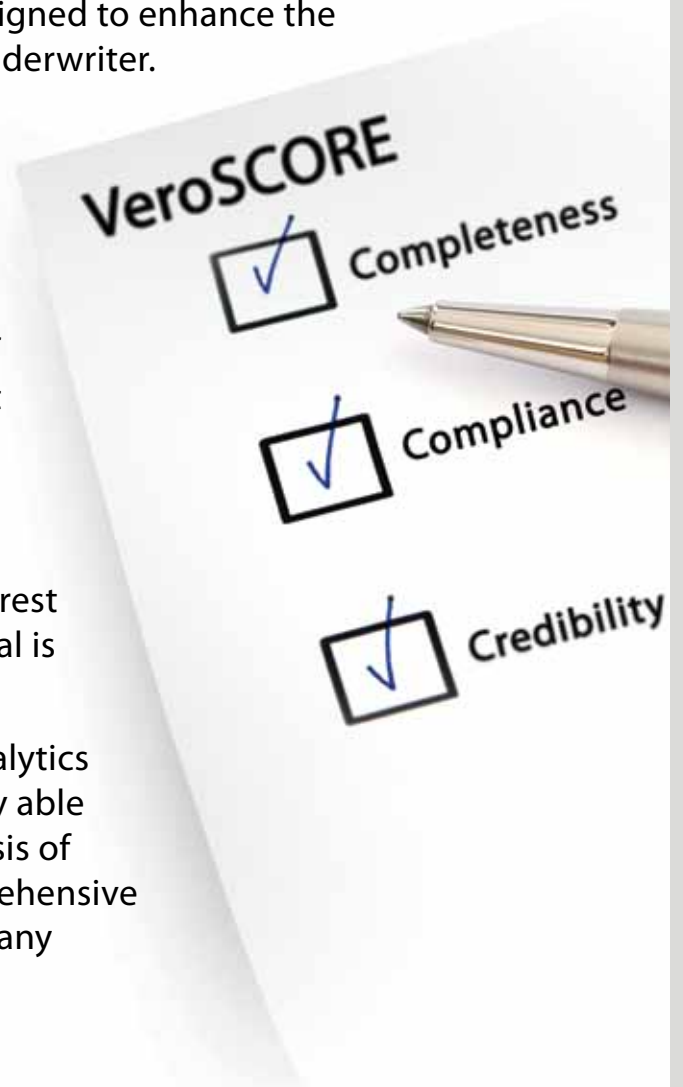 igned to enhance the
derwriter.
VeroSCORE
Completeness
Compliance
Credibility
rest
al is
alytics
y able
sis of
ehensive
any